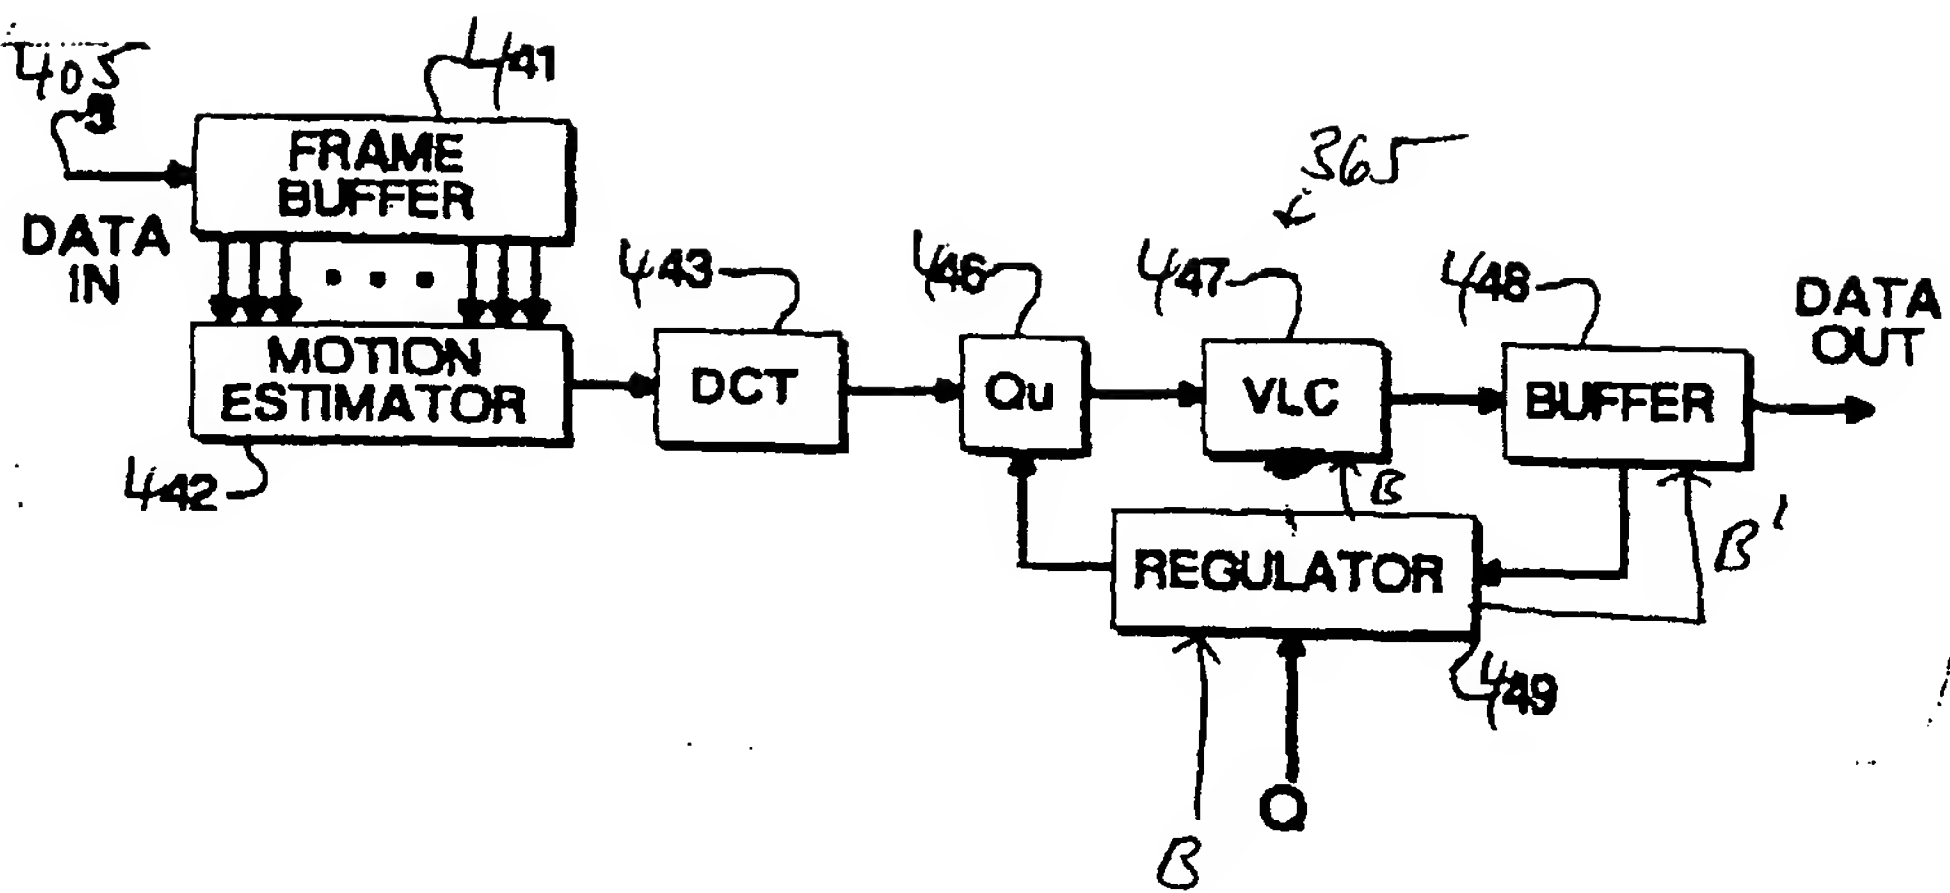 405
441
FRAME
BUFFER
365
DATA
IN
443
446
447
448
DATA
OUT
MOTION
ESTIMATOR
DCT
Qu
VLC
BUFFER
442
B
B'
REGULATOR
449
Q
B